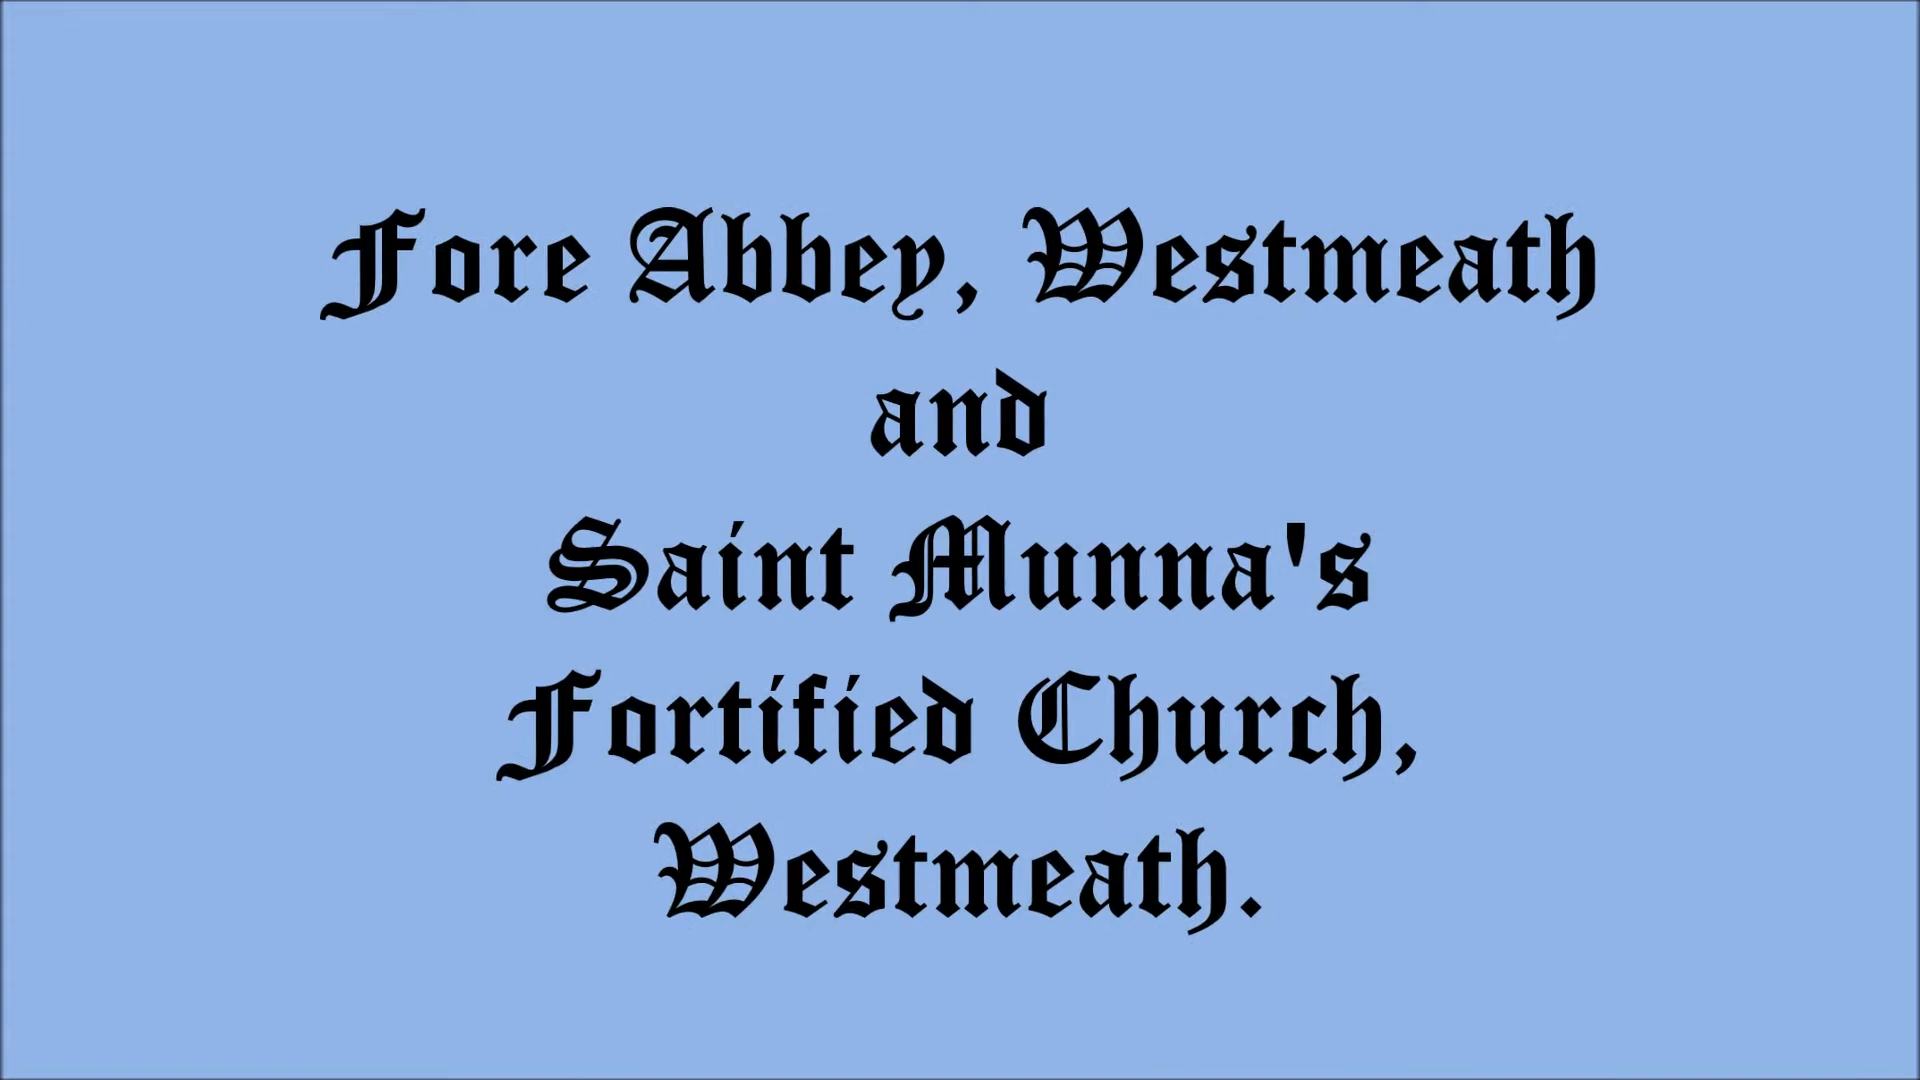 Fore Abbey, Westmeath
and
Saint Munna's
Fortified Church,
Westmeath.